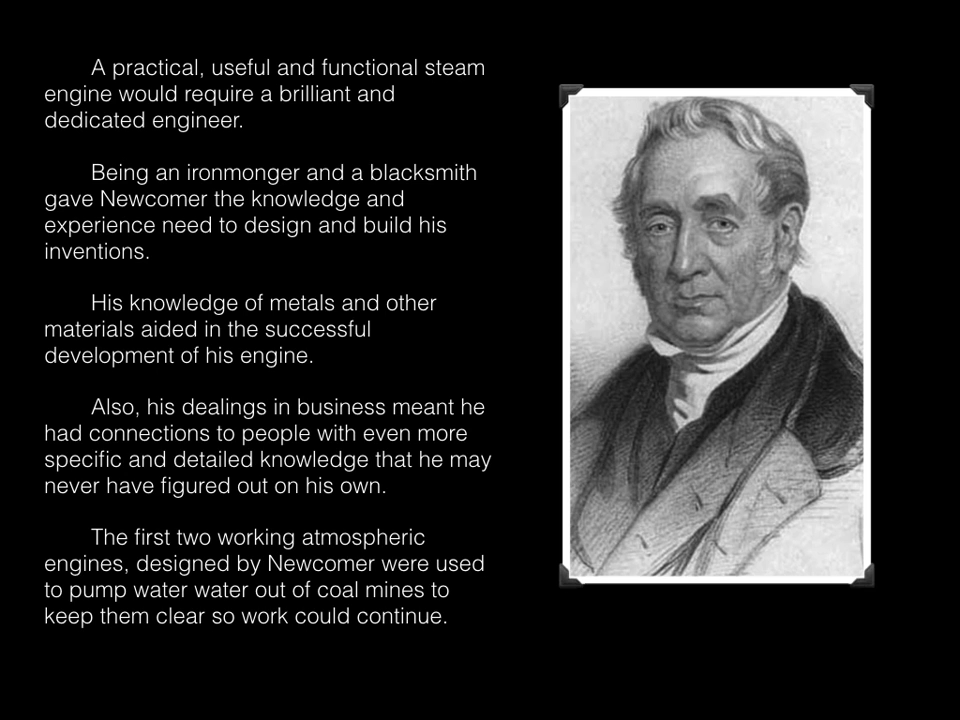 A practical, useful and functional steam
engine would require a brilliant and
dedicated engineer.
Being an ironmonger and a blacksmith
gave Newcomer the knowledge and
experience need to design and build his
inventions.
His knowledge of metals and other
materials aided in the successful
development of his engine.
Also, his dealings in business meant he
had connections to people with even more
specific and detailed knowledge that he may
never have figured out on his own.
The first two working atmospheric
engines, designed by Newcomer were used
to pump water water out of coal mines to
keep them clear so work could continue.